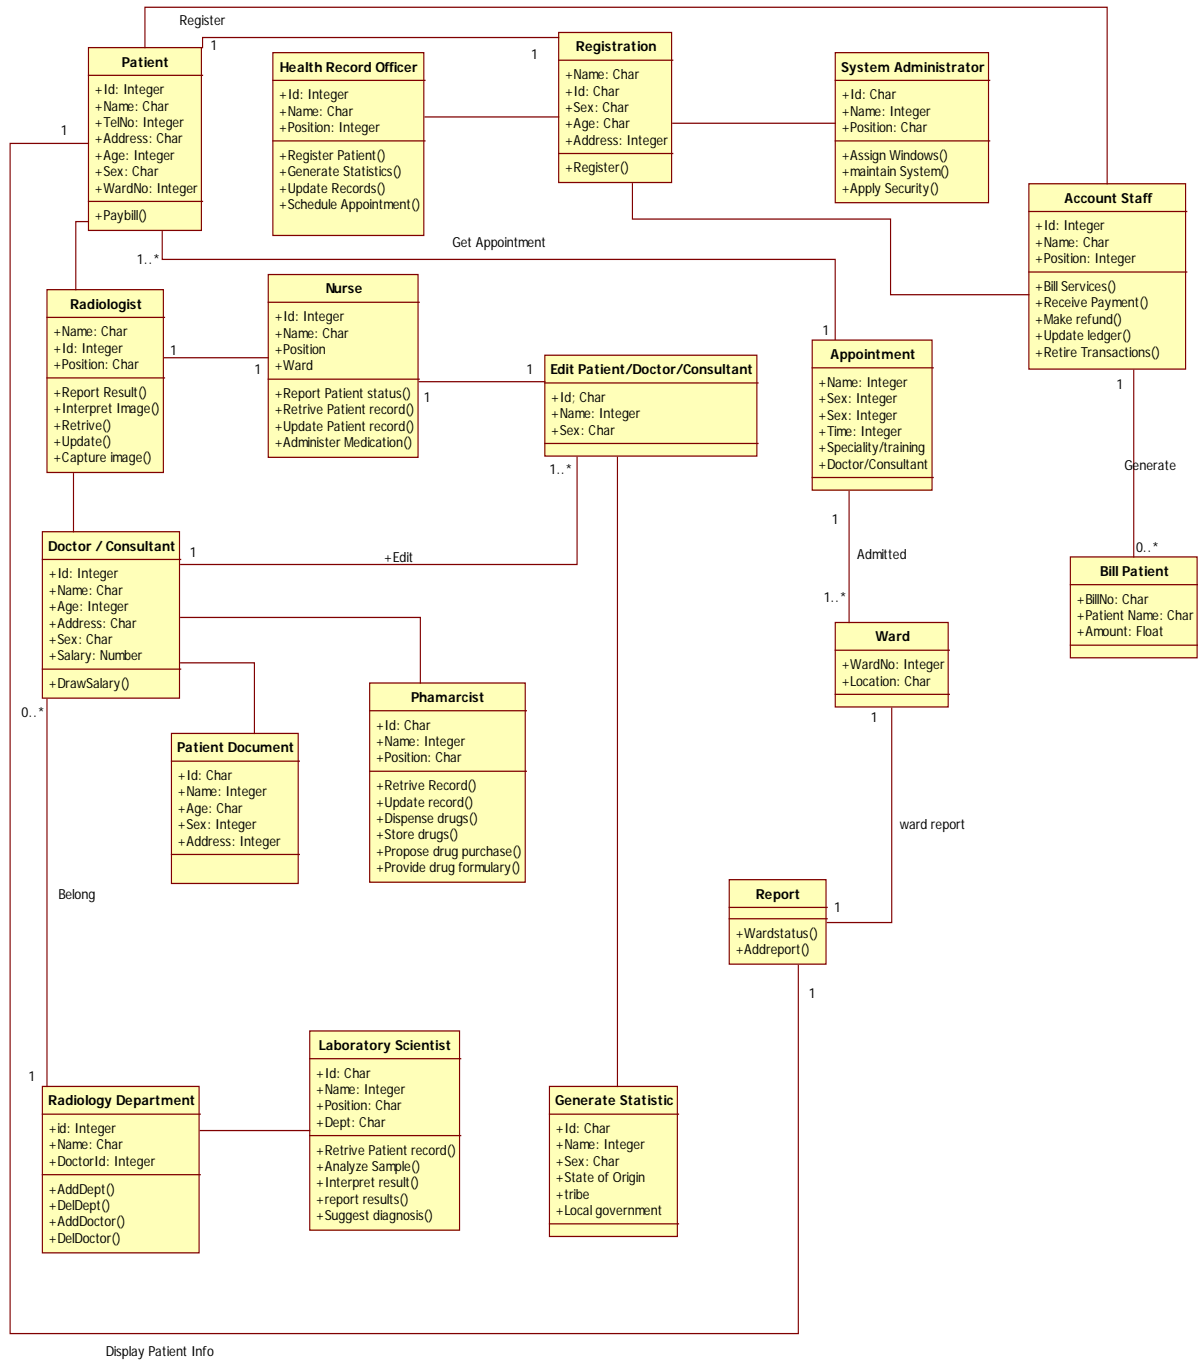 Register
Patient
+Id: Integer
+Name: Char
+TelNo: Integer
+Address: Char
+Age: Integer
+Sex: Char
+WardNo: Integer
+Paybill()
1
1
1
1..*
Health Record Officer
+Id: Integer
+Name: Char
+Position: Integer
+Register Patient()
+Generate Statistics()
+Update Records()
+Schedule Appointment()
Registration
+Name: Char
+Id: Char
+Sex: Char
+Age: Char
+Address: Integer
+Register()
System Administrator
+Id: Char
+Name: Integer
+Position: Char
+Assign Windows()
+maintain System()
+Apply Security()
Account Staff
+Id: Integer
+Name: Char
+Position: Integer
+Bill Services()
+Receive Payment()
+Make refund()
+Update ledger()
+Retire Transactions()
1
Generate
0..*
Get Appointment
Radiologist
+Name: Char
+Id: Integer
+Position: Char
+Report Result()
+Interpret Image()
+Retrive()
+Update()
+Capture image()
1
1
Nurse
+Id: Integer
+Name: Char
+Position
+Ward
+Report Patient status()
+Retrive Patient record()
+Update Patient record()
+Administer Medication()
1
1
Edit Patient/Doctor/Consultant
+Id; Char
+Name: Integer
+Sex: Char
1..*
1
Appointment
+Name: Integer
+Sex: Integer
+Sex: Integer
+Time: Integer
+Speciality/training
+Doctor/Consultant
1
Admitted
1..*
Bill Patient
+BillNo: Char
+Patient Name: Char
+Amount: Float
Doctor / Consultant
+Id: Integer
+Name: Char
+Age: Integer
+Address: Char
+Sex: Char
+Salary: Number
+DrawSalary()
1
+Edit
0..*
Ward
+WardNo: Integer
+Location: Char
1
ward report
Phamarcist
+Id: Char
+Name: Integer
+Position: Char
+Retrive Record()
+Update record()
+Dispense drugs()
+Store drugs()
+Propose drug purchase()
+Provide drug formulary()
Patient Document
+Id: Char
+Name: Integer
+Age: Char
+Sex: Integer
+Address: Integer
Belong
Report
+Wardstatus()
+Addreport()
1
1
1
Radiology Department
+id: Integer
+Name: Char
+DoctorId: Integer
+AddDept()
+DelDept()
+AddDoctor()
+DelDoctor()
Laboratory Scientist
+Id: Char
+Name: Integer
+Position: Char
+Dept: Char
+Retrive Patient record()
+Analyze Sample()
+Interpret result()
+report results()
+Suggest diagnosis()
Generate Statistic
+Id: Char
+Name: Integer
+Sex: Char
+State of Origin
+tribe
+Local government
Display Patient Info